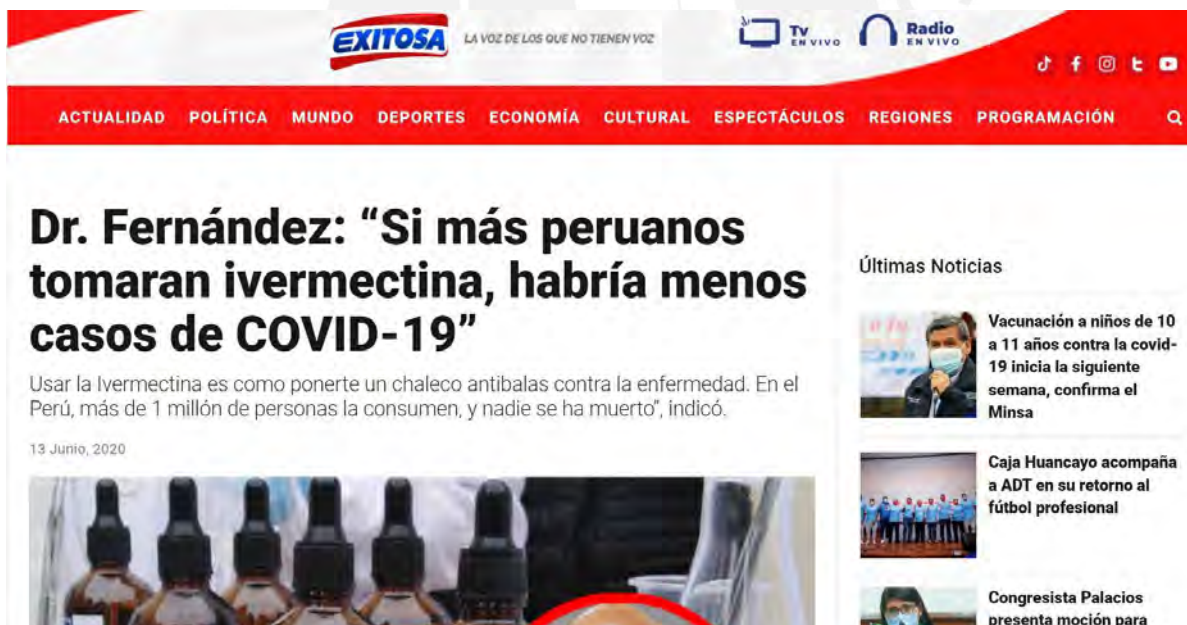 EXITOSA
LA VOZ DE LOS QUE NO TIENEN VOZ
TV
EN VIVO
Radio
EN VIVO
ACTUALIDAD POLÍTICA MUNDO DEPORTES ECONOMÍA CULTURAL ESPECTÁCULOS REGIONES PROGRAMACIÓN
Dr. Fernández: “Si más peruanos
tomaran ivermectina, habría menos
casos de COVID-19”
Usar la Ivermectina es como ponerte un chaleco antibalas contra la enfermedad. En el
Perú, más de 1 millón de personas la consumen, y nadie se ha muerto”, indicó.
13 Junio, 2020
Últimas Noticias
Vacunación a niños de 10
a 11 años contra la covid-
19 inicia la siguiente
semana, confirma el
Minsa
Caja Huancayo acompaña
a ADT en su retorno al
fútbol profesional
Congresista Palacios
presenta moción para